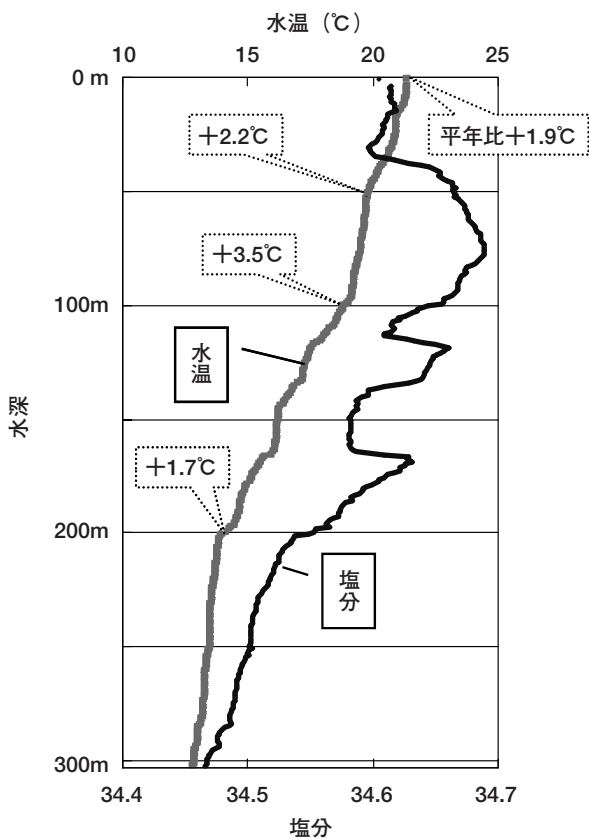 水温（℃）
10 15 20 25
0 m
＋2.2℃
平年比＋1.9℃
＋3.5℃
100m
水温
水深
＋1.7℃
200m
塩分
300m
34.4 34.5 34.6 34.7
塩分